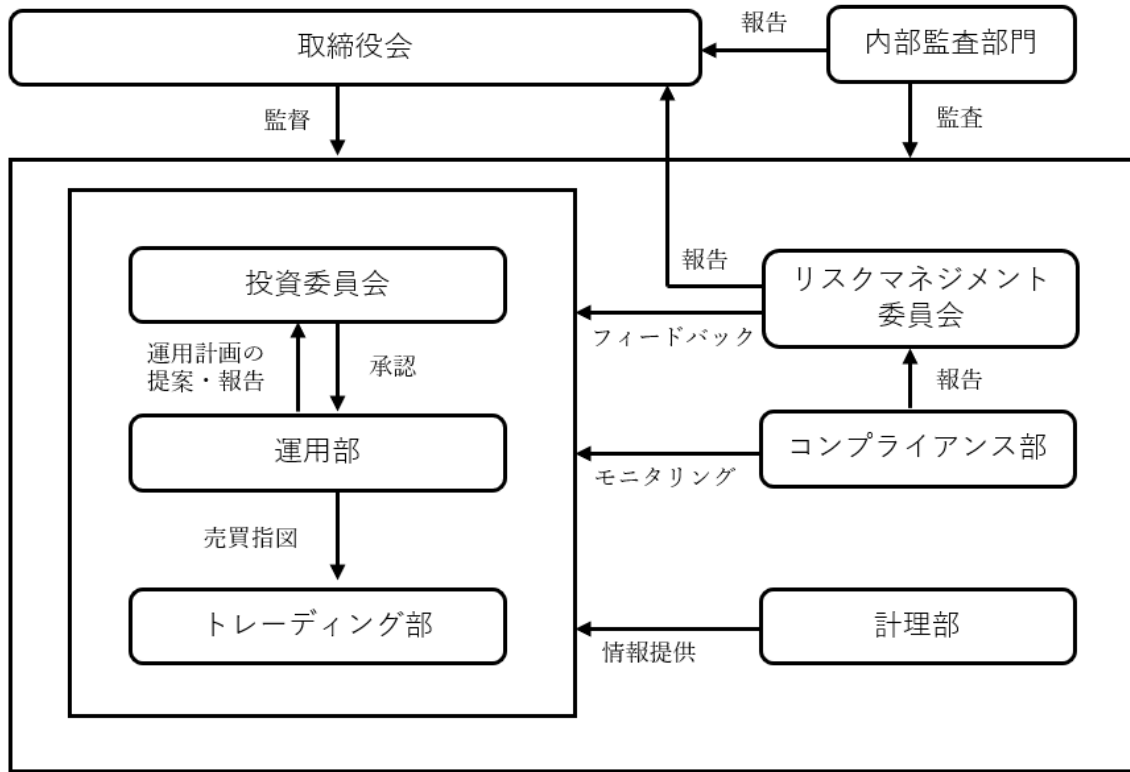 取締役会
報告
内部監査部門
監督
監査
投資委員会
報告
リスクマネジメント
委員会
フィードバック
運用計画の
提案・報告
承認
報告
運用部
コンプライアンス部
モニタリング
売買指図
トレーディング部
計理部
情報提供